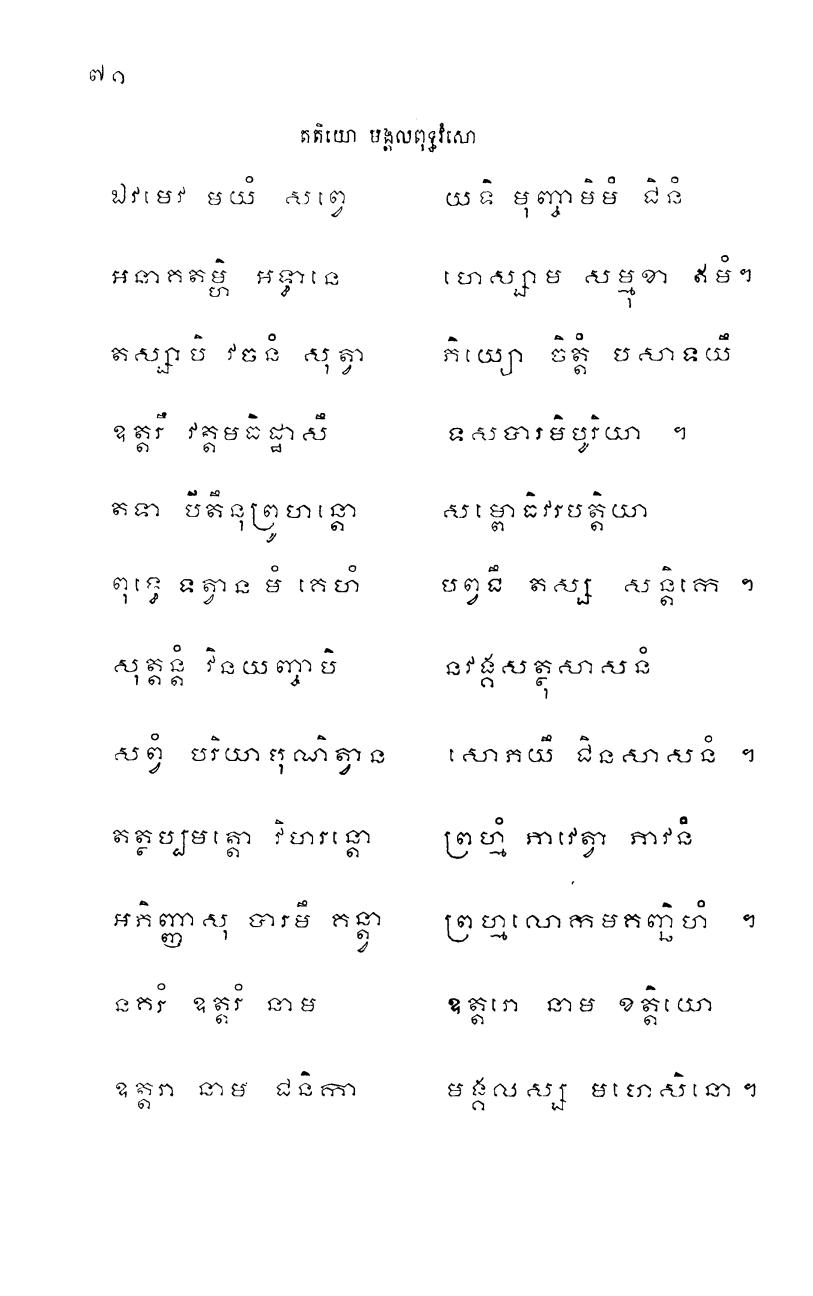 ៧១
តតិយោ មង្គលពុទ្ធវំសោ
ឯវមេវ មយំ សព្វេ យទិ មុញ្ចាមិមំ ជិនំ
អនាគតម្ហិ អទ្ធានេ ហេស្សាម សម្មុខា ឥមំ។
តស្សាបិ វចនំ សុត្វា ភិយ្យោ ចិត្តំ បសាទយឹ
ឧត្តរឹ វត្តមធិដ្ឋាសឹ ទសបារមិបូរិយា ។
តទា បីតឹនុព្រូហន្តោ សម្ពោធិវរបត្តិយា
ពុទ្ធេ ទត្វាន មំ គេហំ បព្វជឹ តស្ស សន្តិកេ ។
សុត្តន្តំ វិនយញ្ចាបិ នវង្គសត្ថុសាសនំ
សព្វំ បរិយាបុណិត្វាន សោភយឹ ជិនសាសនំ ។
តត្ថប្បមត្តោ វិហរន្តោ ព្រហ្មំ ភាវេត្វា ភាវនំ
អភិញ្ញាសុ បារមឹ គន្ត្វា ព្រហ្មលោកមគញ្ឆិហំ ។
នគរំ ឧត្តរំ នាម ឧត្តរោ នាម ខត្តិយោ
ឧត្តរា នាម ជនិកា មង្គលស្ស មហេសិនោ។